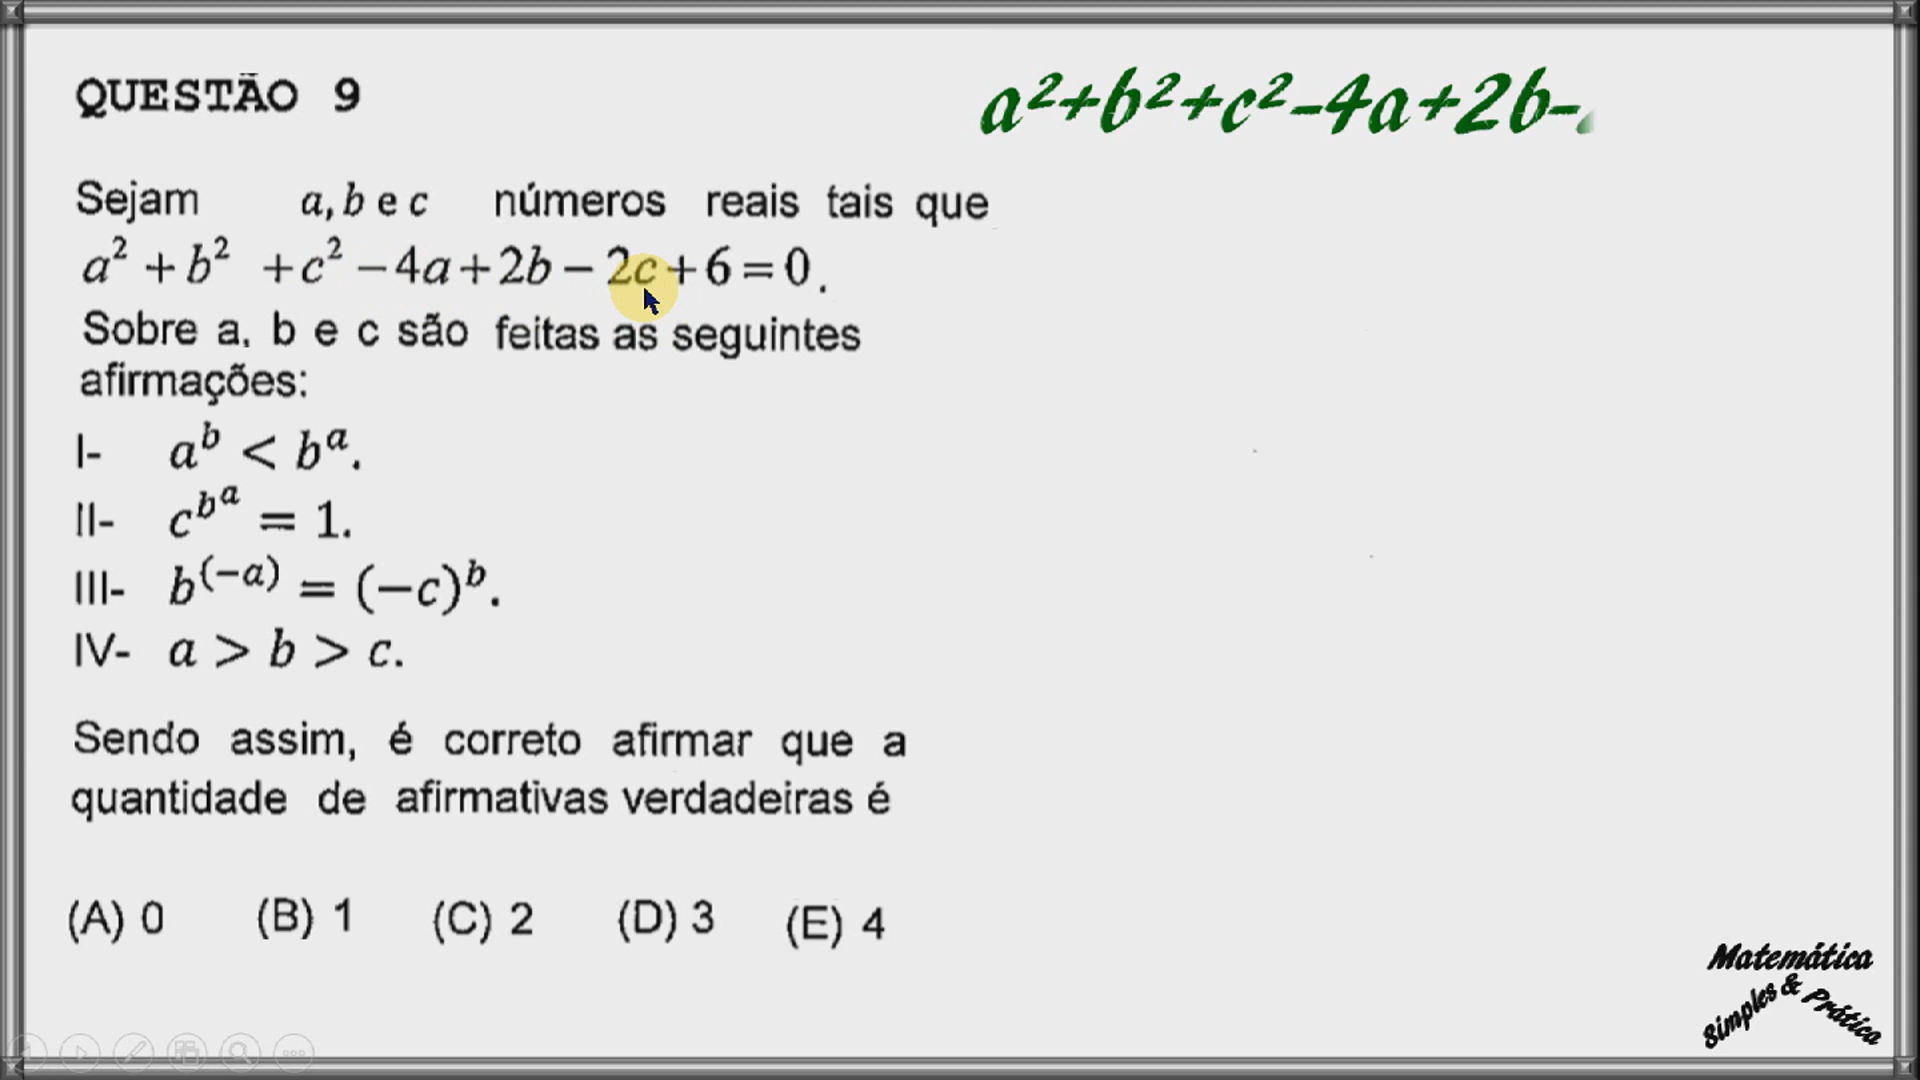 QUESTÃO 9
a²+b²+c²-4a+2b-
Sejam a, b e c números reais tais que
a² + b² + c² − 4a + 2b − 2c + 6 = 0.
Sobre a, b e c são feitas as seguintes
afirmações:
I- a^b < b^a.
II- c^{b^a} = 1.
III- b^{(−a)} = (−c)^b.
IV- a > b > c.
Sendo assim, é correto afirmar que a
quantidade de afirmativas verdadeiras é
(A) 0 (B) 1 (C) 2 (D) 3 (E) 4
Matemática
Simples & Prática